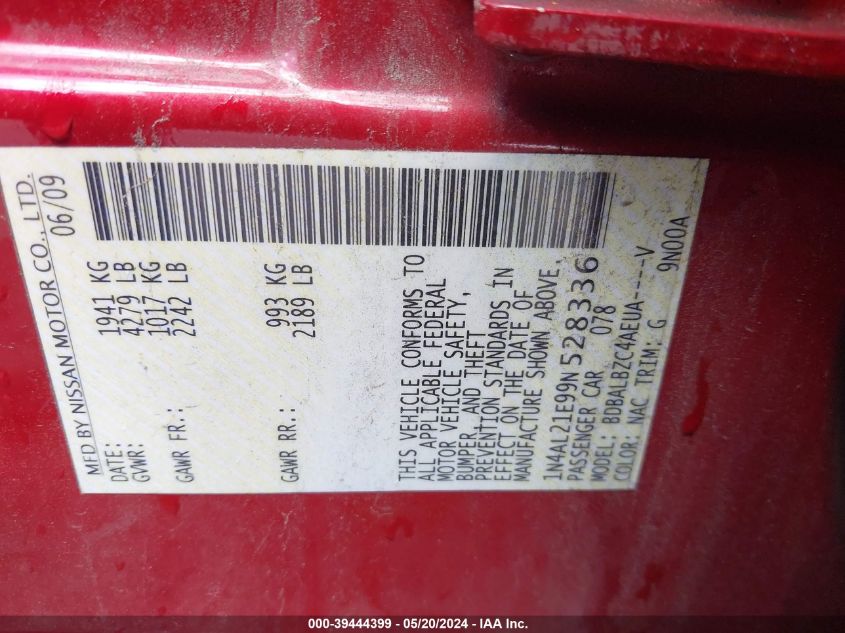 MFD BY NISSAN MOTOR CO., LTD.
DATE: 06/09
GVWR: 1941 KG
4279 LB
GAWR FR.: 1017 KG
2242 LB
GAWR RR.: 993 KG
2189 LB
THIS VEHICLE CONFORMS TO
ALL APPLICABLE FEDERAL
MOTOR VEHICLE SAFETY,
BUMPER, AND THEFT
PREVENTION STANDARDS IN
EFFECT ON THE DATE OF
MANUFACTURE SHOWN ABOVE.
1N4AL21E99N528336
PASSENGER CAR 078
MODEL: BDBALBZC4AEUA----V
COLOR: NAC TRIM: G 9N00A
000-39444399 | 05/20/2024 - IAA Inc.